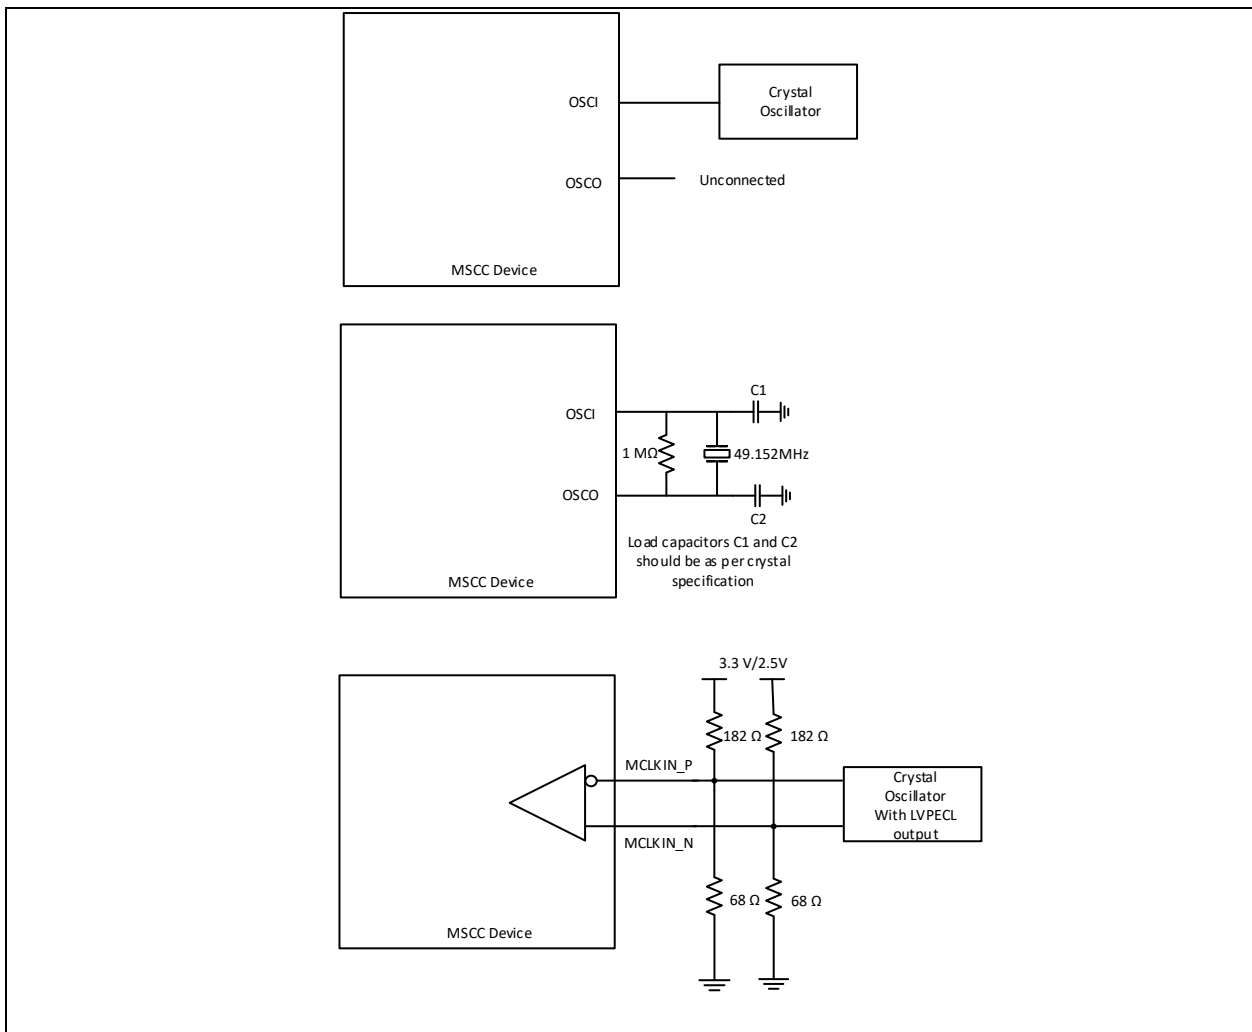 OSCI
Crystal
Oscillator
OSCO
Unconnected
MSCC Device
C1
OSCI
1 MΩ
49.152MHz
OSCO
C2
Load capacitors C1 and C2
should be as per crystal
specification
MSCC Device
3.3 V/2.5V
182 Ω
182 Ω
MCLKIN_P
Crystal
Oscillator
With LVPECL
output
MCLKIN_N
68 Ω
68 Ω
MSCC Device